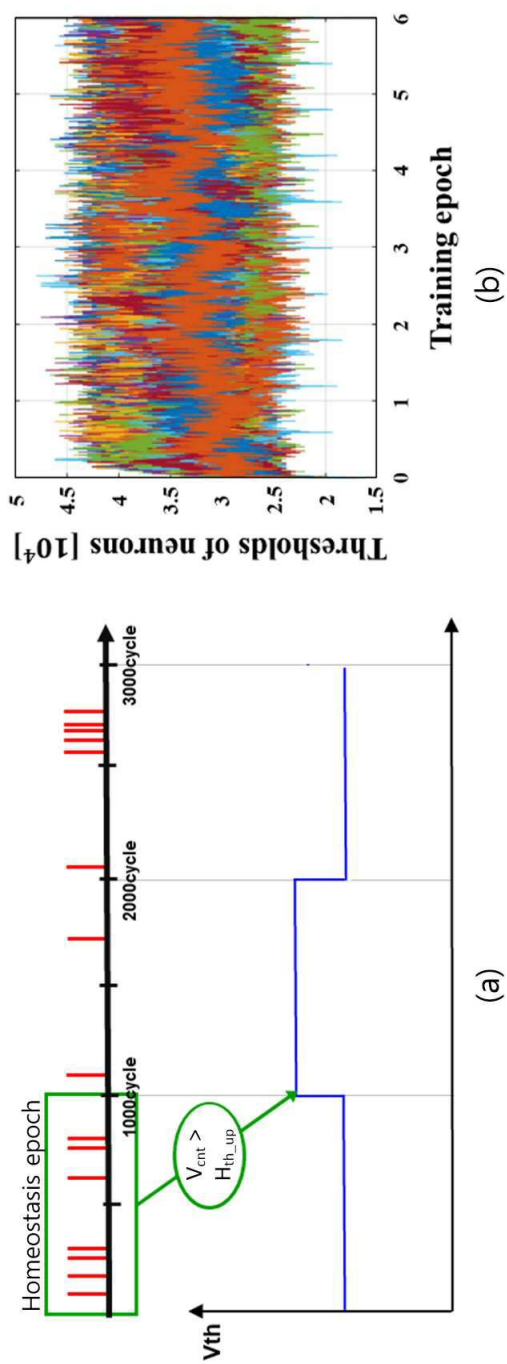 Homeostasis epoch
1000cycle
2000cycle
3000cycle
V_cnt >
H_th_up
Vth
(a)
Thresholds of neurons [10⁴]
5
4.5
4
3.5
3
2.5
2
1.5
0
1
2
3
4
5
6
Training epoch
(b)